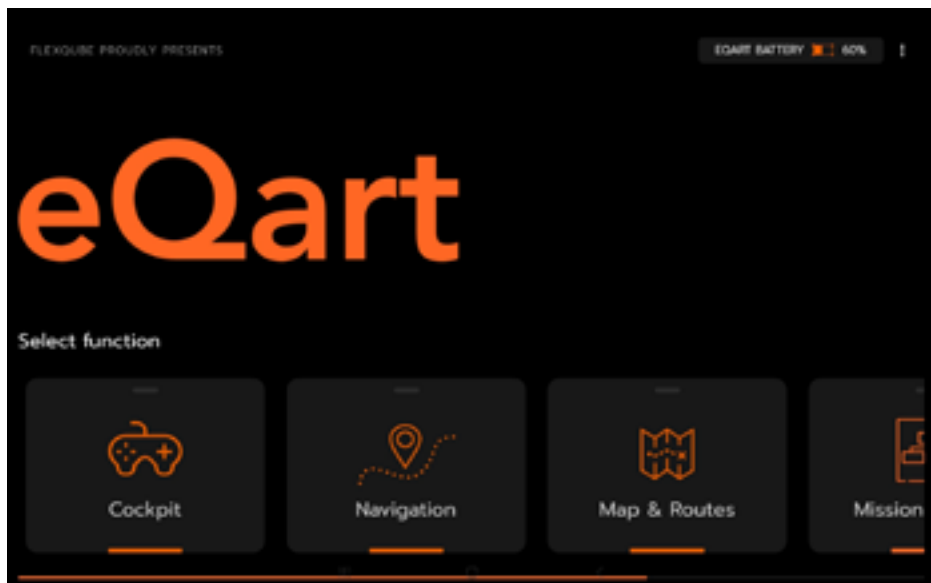 FLEXQUBE PROUDLY PRESENTS
EQART BATTERY 60%
eQart
Select function
Cockpit
Navigation
Map & Routes
Mission